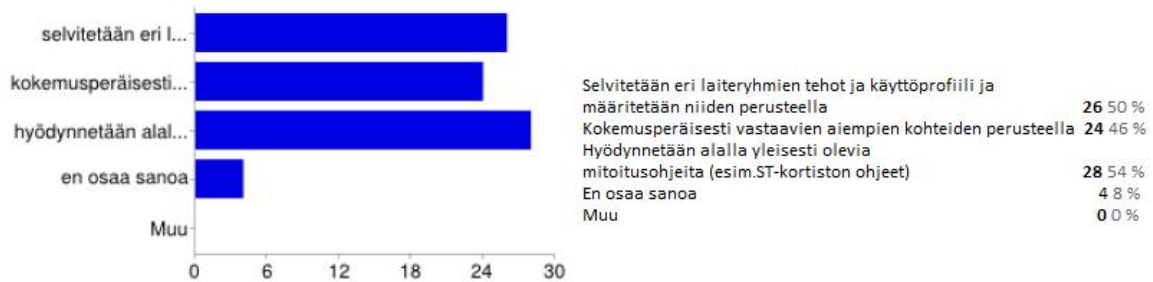 selvitetään eri l...
kokemusperäisesti...
hyödynnetään alal...
en osaa sanoa
Muu
0 6 12 18 24 30
Selvitetään eri laiteryhmien tehot ja käyttöprofiili ja
määritetään niiden perusteella 26 50 %
Kokemusperäisesti vastaavien aiempien kohteiden perusteella 24 46 %
Hyödynnetään alalla yleisesti olevia
mitoitusohjeita (esim.ST-kortiston ohjeet) 28 54 %
En osaa sanoa 4 8 %
Muu 0 0 %